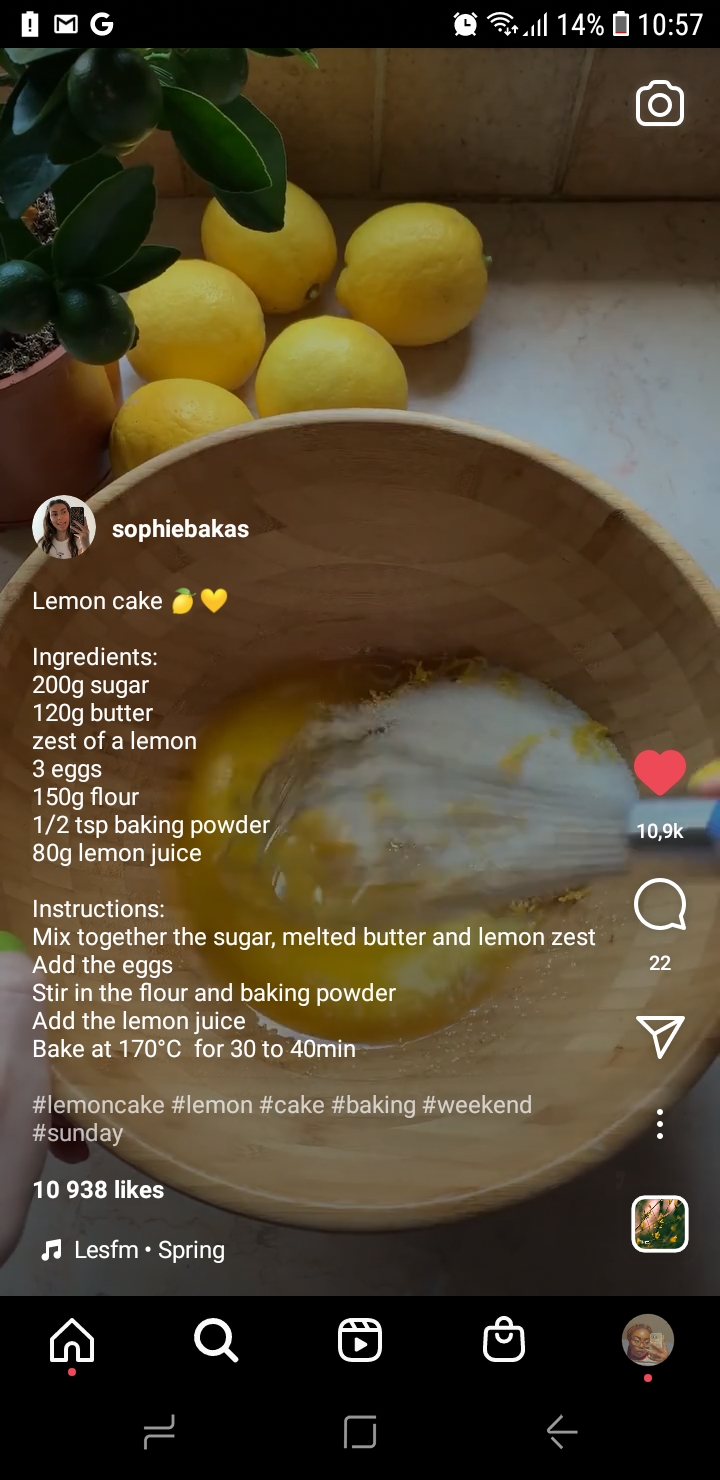 14% 10:57
sophiebakas
Lemon cake 🍋💛
Ingredients:
200g sugar
120g butter
zest of a lemon
3 eggs
150g flour
1/2 tsp baking powder
80g lemon juice
10,9k
Instructions:
Mix together the sugar, melted butter and lemon zest
Add the eggs
22
Stir in the flour and baking powder
Add the lemon juice
Bake at 170°C  for 30 to 40min
#lemoncake #lemon #cake #baking #weekend
#sunday
10 938 likes
Lesfm • Spring